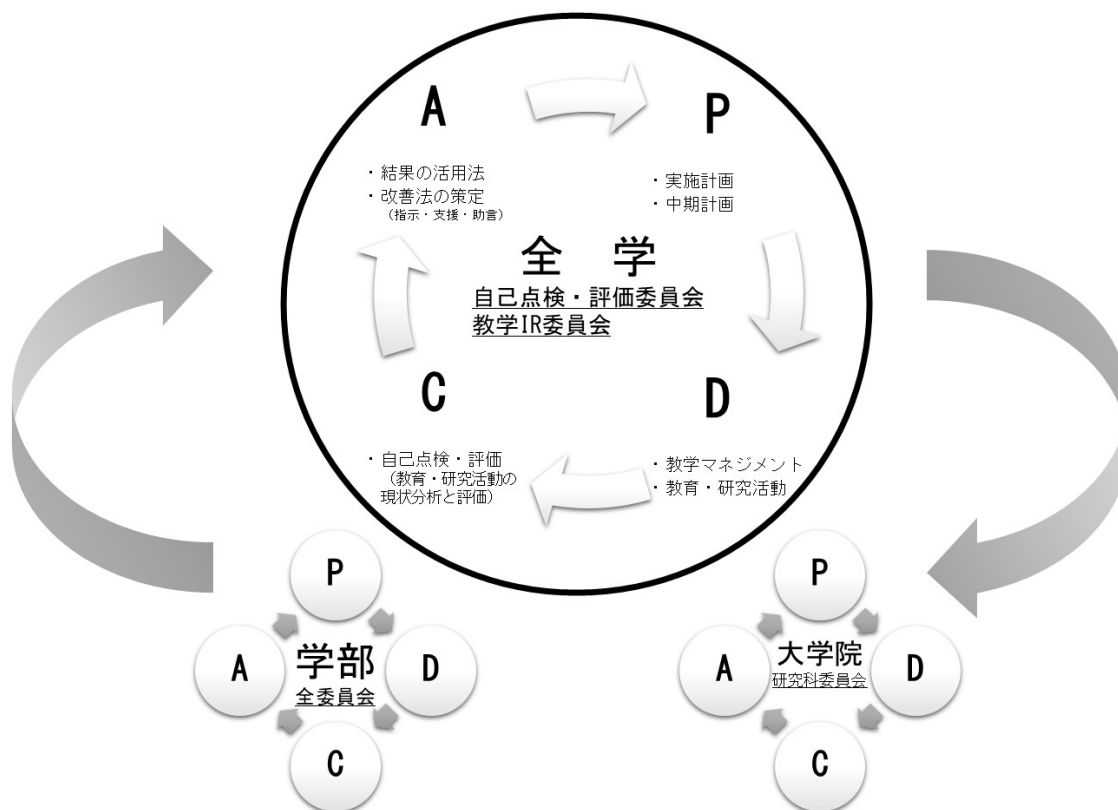 A
P
・結果の活用法
・改善法の策定
（指示・支援・助言）
・実施計画
・中期計画
全　学
自己点検・評価委員会
教学IR委員会
C
D
・自己点検・評価
（教育・研究活動の
現状分析と評価）
・教学マネジメント
・教育・研究活動
P
A
学部
全委員会
D
C
P
A
大学院
研究科委員会
D
C